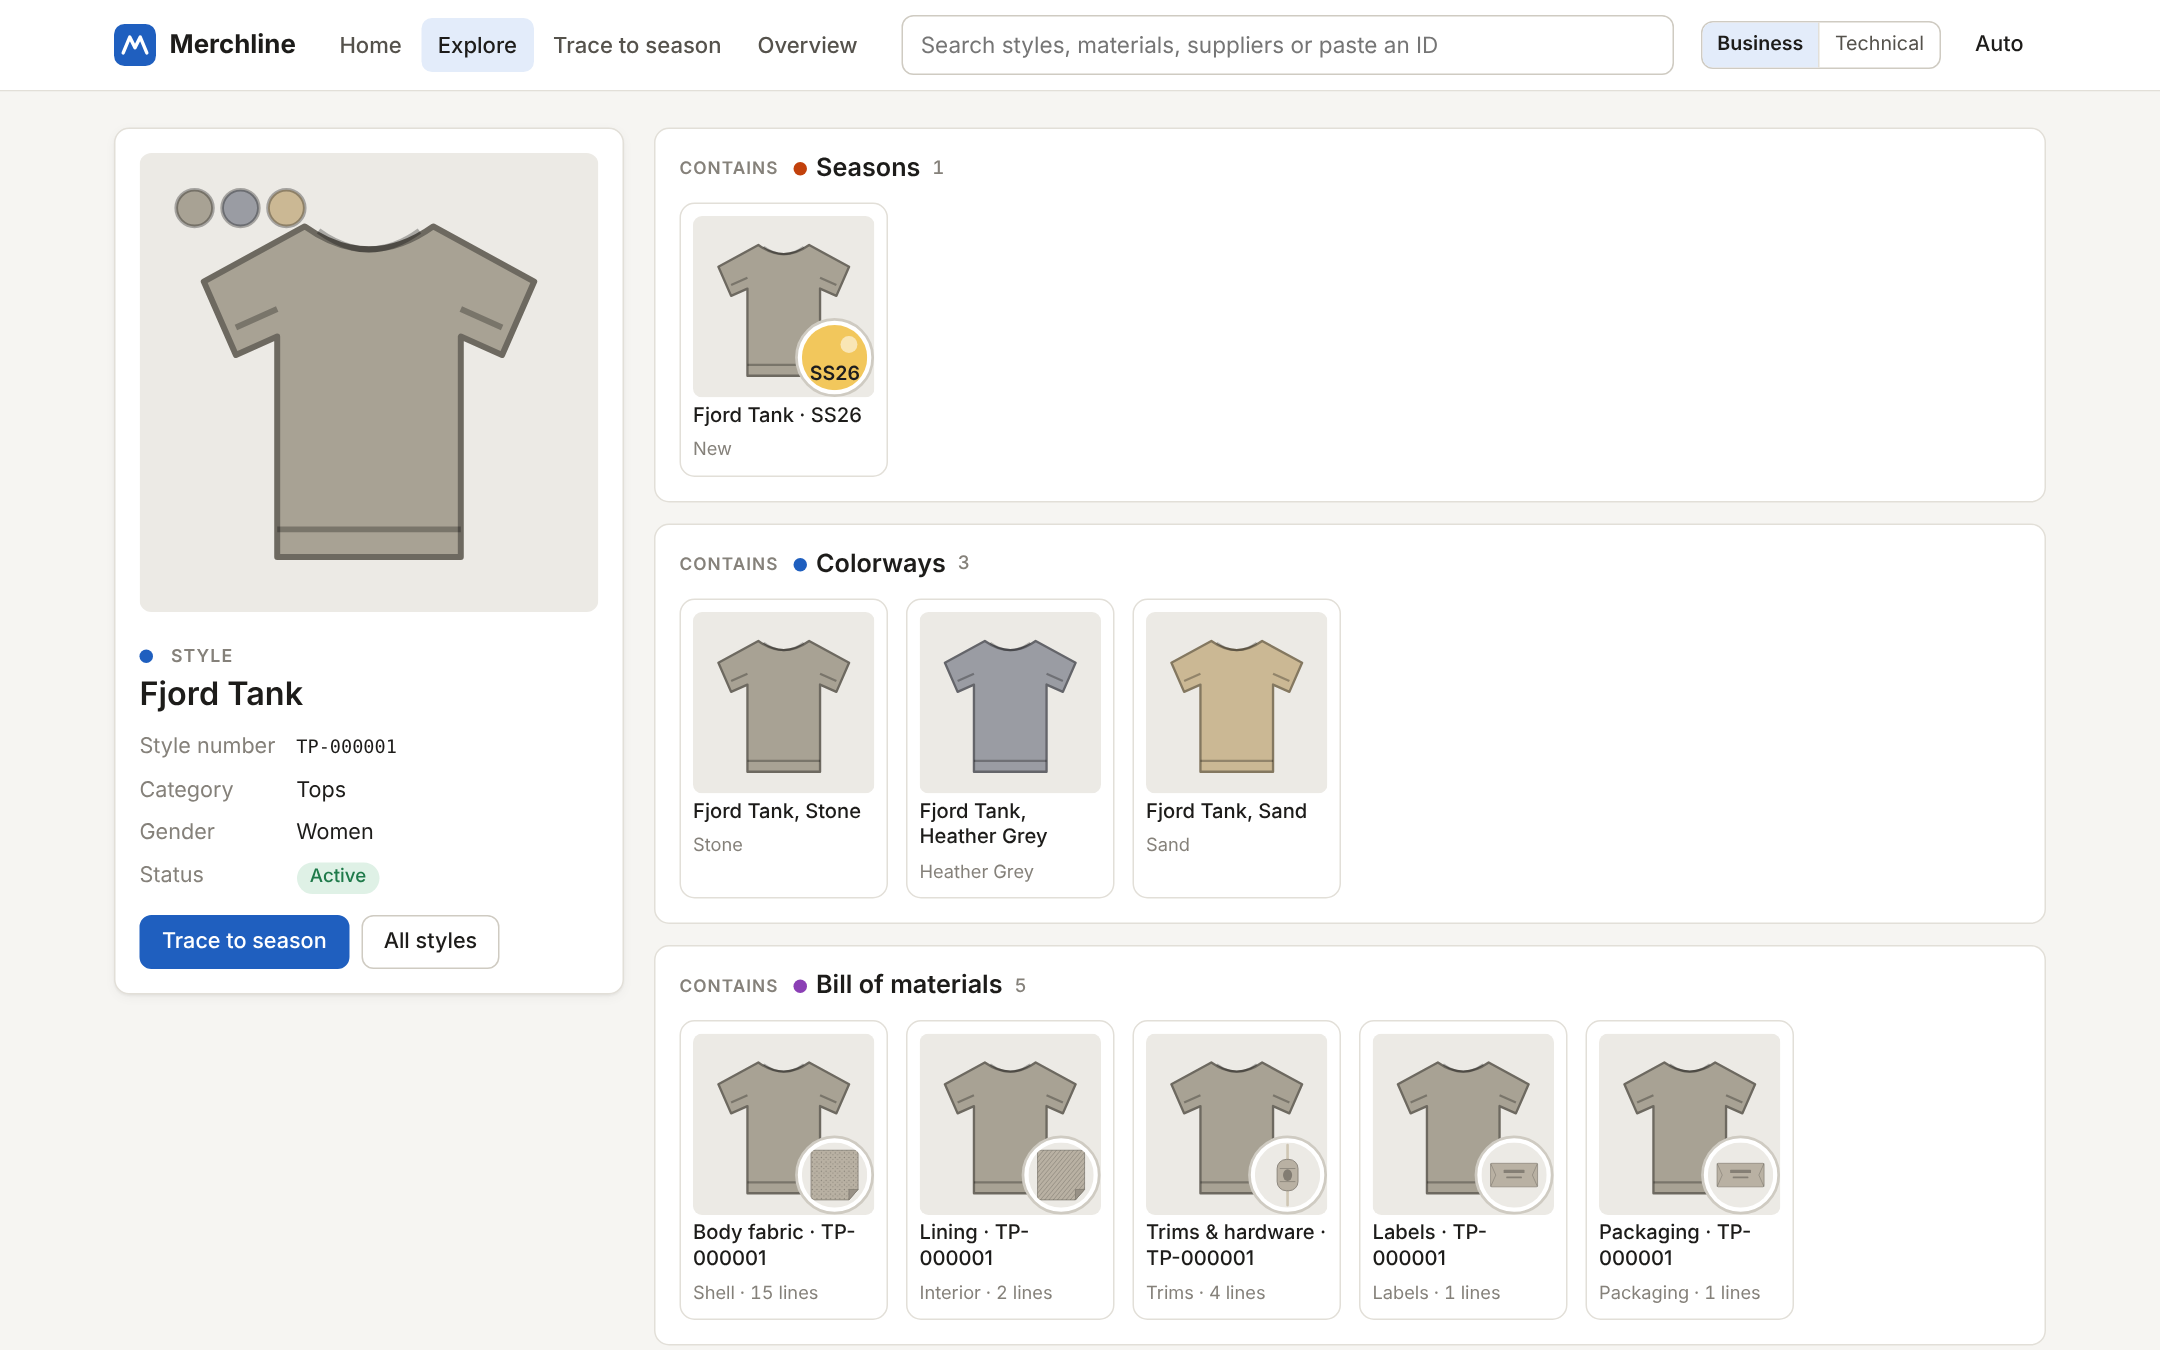 Merchline
Home
Explore
Trace to season
Overview
Search styles, materials, suppliers or paste an ID
Business
Technical
Auto
STYLE
Fjord Tank
Style number TP-000001
Category Tops
Gender Women
Status Active
Trace to season
All styles
CONTAINS Seasons 1
SS26
Fjord Tank · SS26
New
CONTAINS Colorways 3
Fjord Tank, Stone
Stone
Fjord Tank,
Heather Grey
Heather Grey
Fjord Tank, Sand
Sand
CONTAINS Bill of materials 5
Body fabric · TP-
000001
Shell · 15 lines
Lining · TP-
000001
Interior · 2 lines
Trims & hardware ·
TP-000001
Trims · 4 lines
Labels · TP-
000001
Labels · 1 lines
Packaging · TP-
000001
Packaging · 1 lines